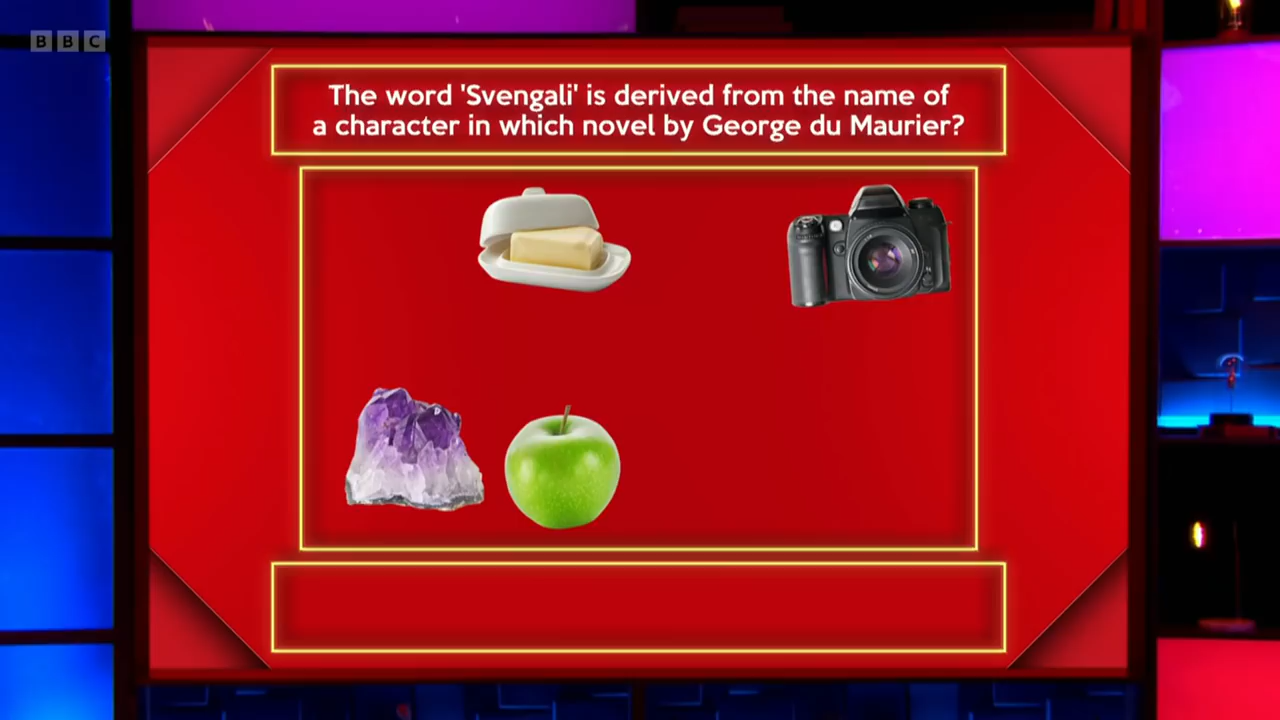 BBC
The word 'Svengali' is derived from the name of
a character in which novel by George du Maurier?